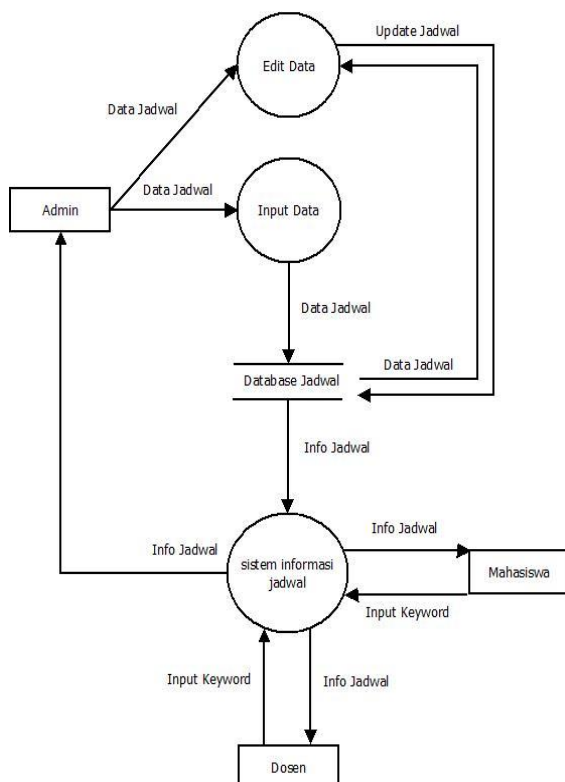 Update Jadwal
Edit Data
Data Jadwal
Data Jadwal
Admin
Input Data
Data Jadwal
Data Jadwal
Database Jadwal
Info Jadwal
Info Jadwal
Info Jadwal
sistem informasi
jadwal
Mahasiswa
Input Keyword
Input Keyword
Info Jadwal
Dosen